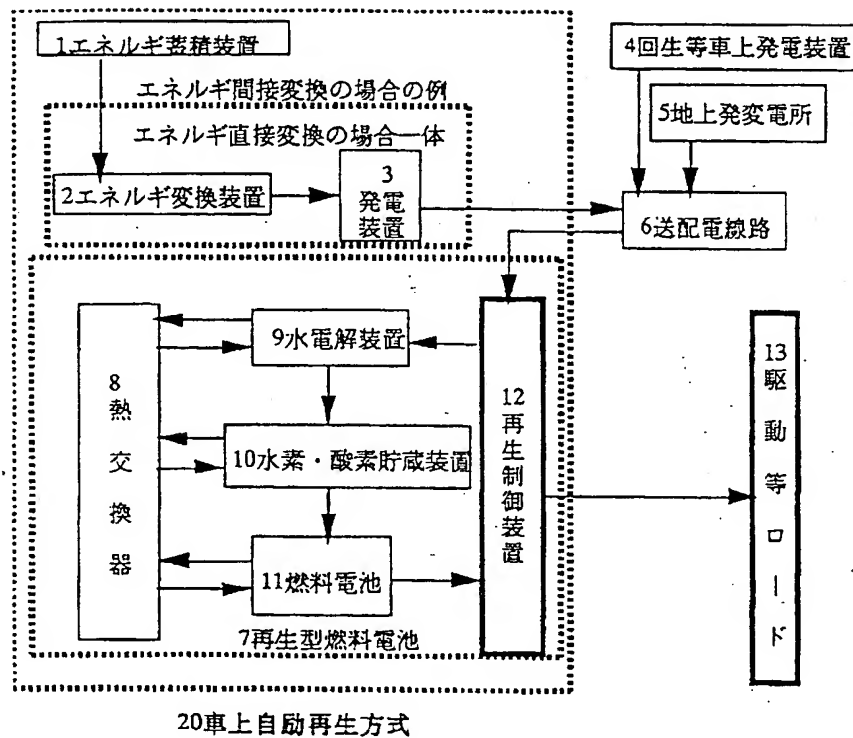 1エネルギ蓄積装置
4回生等車上発電装置
エネルギ間接変換の場合の例
5地上発変電所
エネルギ直接変換の場合一体
2エネルギ変換装置
3
発電
装置
6送配電線路
8
熱
交
換
器
9水電解装置
10水素・酸素貯蔵装置
11燃料電池
7再生型燃料電池
12
再
生
制
御
装
置
13
駆
動
等
ロ
ー
ド
20車上自励再生方式